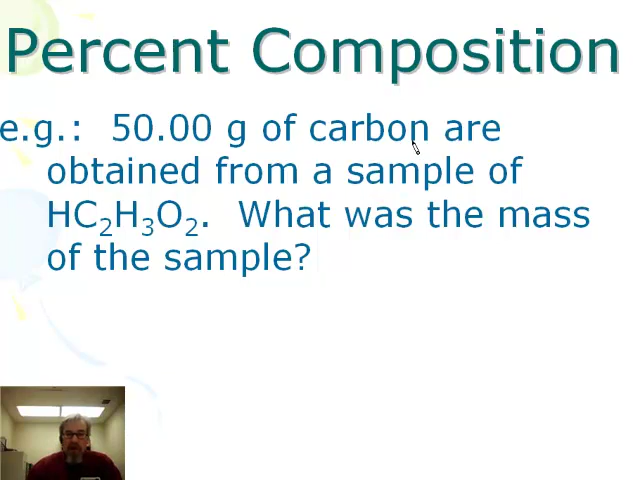 Percent Composition
e.g.: 50.00 g of carbon are
obtained from a sample of
HC₂H₃O₂. What was the mass
of the sample?